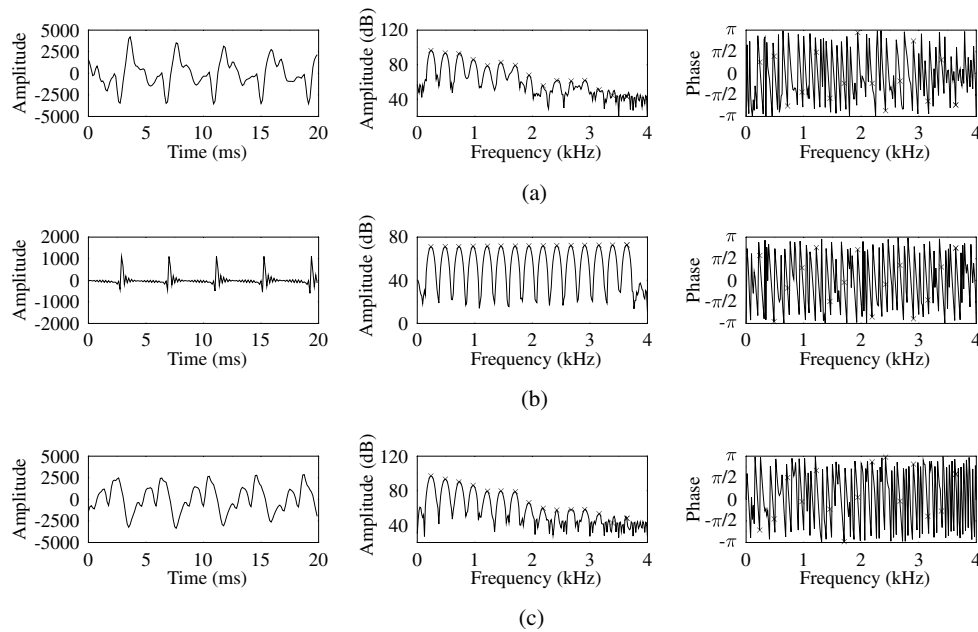 5000
2500
0
-2500
-5000
Amplitude
0 5 10 15 20
Time (ms)
120
80
40
Amplitude (dB)
0 1 2 3 4
Frequency (kHz)
π
π/2
0
-π/2
-π
Phase
0 1 2 3 4
Frequency (kHz)
(a)
2000
1000
0
-1000
-2000
Amplitude
0 5 10 15 20
Time (ms)
80
40
0
Amplitude (dB)
0 1 2 3 4
Frequency (kHz)
π
π/2
0
-π/2
-π
Phase
0 1 2 3 4
Frequency (kHz)
(b)
5000
2500
0
-2500
-5000
Amplitude
0 5 10 15 20
Time (ms)
120
80
40
Amplitude (dB)
0 1 2 3 4
Frequency (kHz)
π
π/2
0
-π/2
-π
Phase
0 1 2 3 4
Frequency (kHz)
(c)